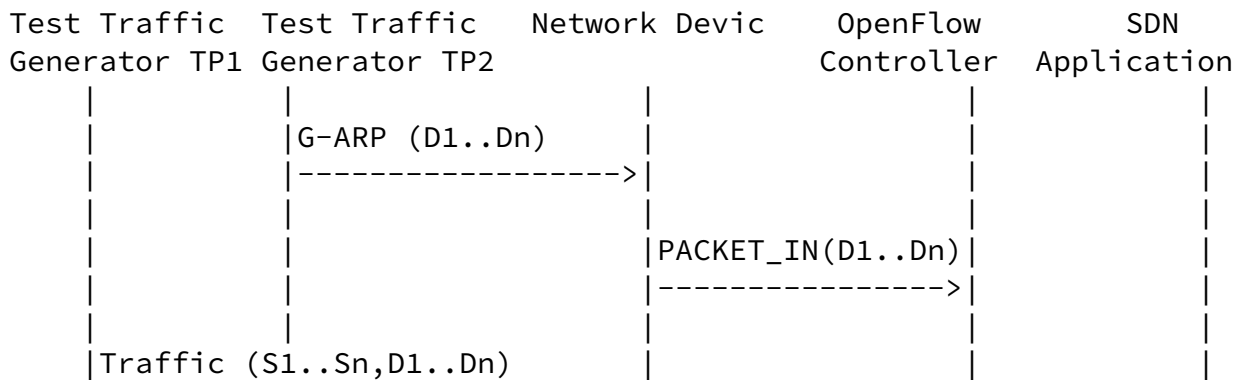 Test Traffic  Test Traffic   Network Devic    OpenFlow        SDN
Generator TP1 Generator TP2                  Controller  Application
G-ARP (D1..Dn)
PACKET_IN(D1..Dn)
Traffic (S1..Sn,D1..Dn)